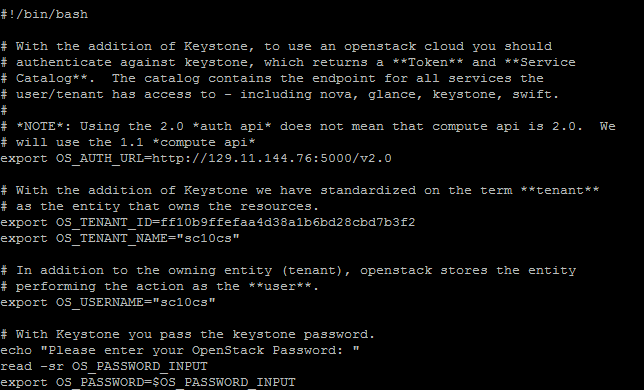 #!/bin/bash
# With the addition of Keystone, to use an openstack cloud you should
# authenticate against keystone, which returns a **Token** and **Service
# Catalog**.  The catalog contains the endpoint for all services the
# user/tenant has access to - including nova, glance, keystone, swift.
#
# *NOTE*: Using the 2.0 *auth api* does not mean that compute api is 2.0.  We
# will use the 1.1 *compute api*
export OS_AUTH_URL=http://129.11.144.76:5000/v2.0
# With the addition of Keystone we have standardized on the term **tenant**
# as the entity that owns the resources.
export OS_TENANT_ID=ff10b9ffefaa4d38a1b6bd28cbd7b3f2
export OS_TENANT_NAME="sc10cs"
# In addition to the owning entity (tenant), openstack stores the entity
# performing the action as the **user**.
export OS_USERNAME="sc10cs"
# With Keystone you pass the keystone password.
echo "Please enter your OpenStack Password: "
read -sr OS_PASSWORD_INPUT
export OS_PASSWORD=$OS_PASSWORD_INPUT